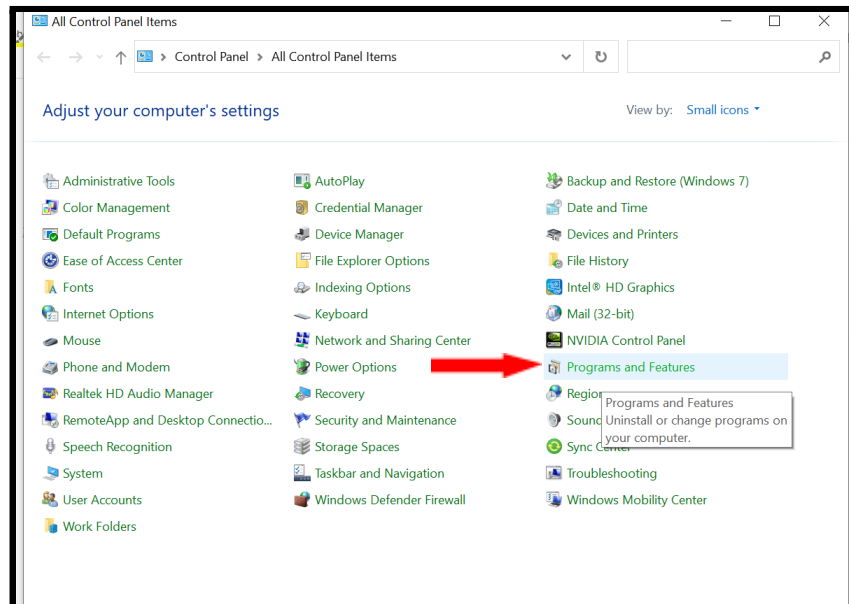 All Control Panel Items
Control Panel > All Control Panel Items
Adjust your computer's settings
View by: Small icons
Administrative Tools
AutoPlay
Backup and Restore (Windows 7)
Color Management
Credential Manager
Date and Time
Default Programs
Device Manager
Devices and Printers
Ease of Access Center
File Explorer Options
File History
Fonts
Indexing Options
Intel® HD Graphics
Internet Options
Keyboard
Mail (32-bit)
Mouse
Network and Sharing Center
NVIDIA Control Panel
Phone and Modem
Power Options
Programs and Features
Realtek HD Audio Manager
Recovery
Region
Programs and Features
Uninstall or change programs on
your computer.
RemoteApp and Desktop Connectio...
Security and Maintenance
Sound
Speech Recognition
Storage Spaces
Sync Center
System
Taskbar and Navigation
Troubleshooting
User Accounts
Windows Defender Firewall
Windows Mobility Center
Work Folders